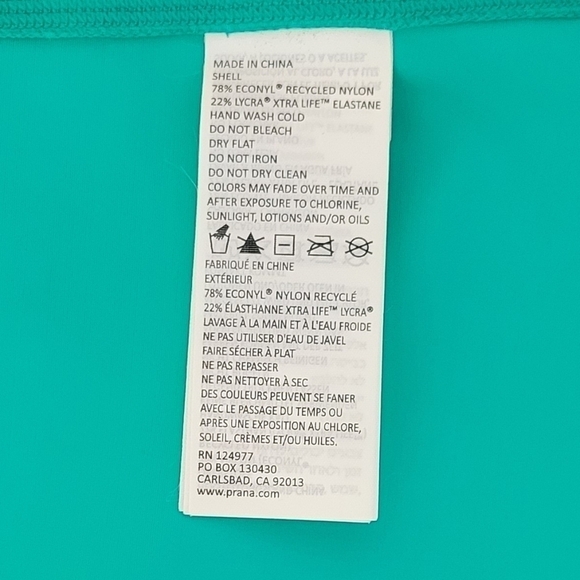 MADE IN CHINA
SHELL
78% ECONYL® RECYCLED NYLON
22% LYCRA® XTRA LIFE™ ELASTANE
HAND WASH COLD
DO NOT BLEACH
DRY FLAT
DO NOT IRON
DO NOT DRY CLEAN
COLORS MAY FADE OVER TIME AND
AFTER EXPOSURE TO CHLORINE,
SUNLIGHT, LOTIONS AND/OR OILS
FABRIQUÉ EN CHINE
EXTÉRIEUR
78% ECONYL® NYLON RECYCLÉ
22% ÉLASTHANNE XTRA LIFE™ LYCRA®
LAVAGE À LA MAIN ET À L'EAU FROIDE
NE PAS UTILISER D'EAU DE JAVEL
FAIRE SÉCHER À PLAT
NE PAS REPASSER
NE PAS NETTOYER À SEC
DES COULEURS PEUVENT SE FANER
AVEC LE PASSAGE DU TEMPS OU
APRÈS UNE EXPOSITION AU CHLORE,
SOLEIL, CRÈMES ET/OU HUILES.
RN 124977
PO BOX 130430
CARLSBAD, CA 92013
www.prana.com